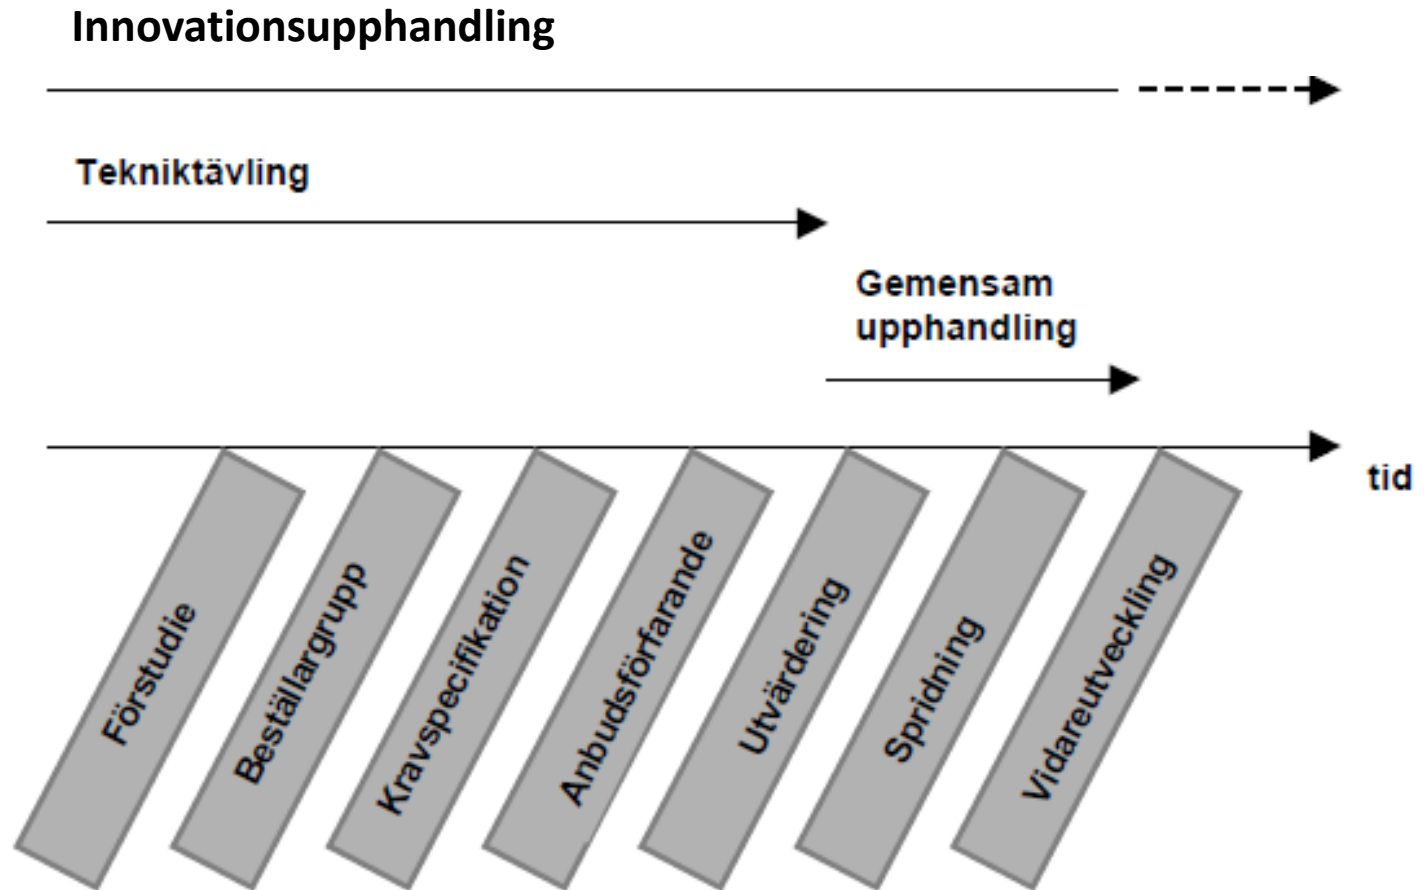 Innovationsupphandling
Tekniktävling
Gemensam
upphandling
tid
Förstudie
Beställargrupp
Kravspecifikation
Anbudsförfarande
Utvärdering
Spridning
Vidareutveckling